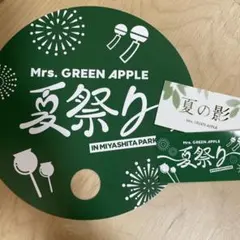 Mrs. GREEN APPLE
夏祭り
IN MIYASHITA PARK
夏の影
Mrs. GREEN APPLE
夏祭り